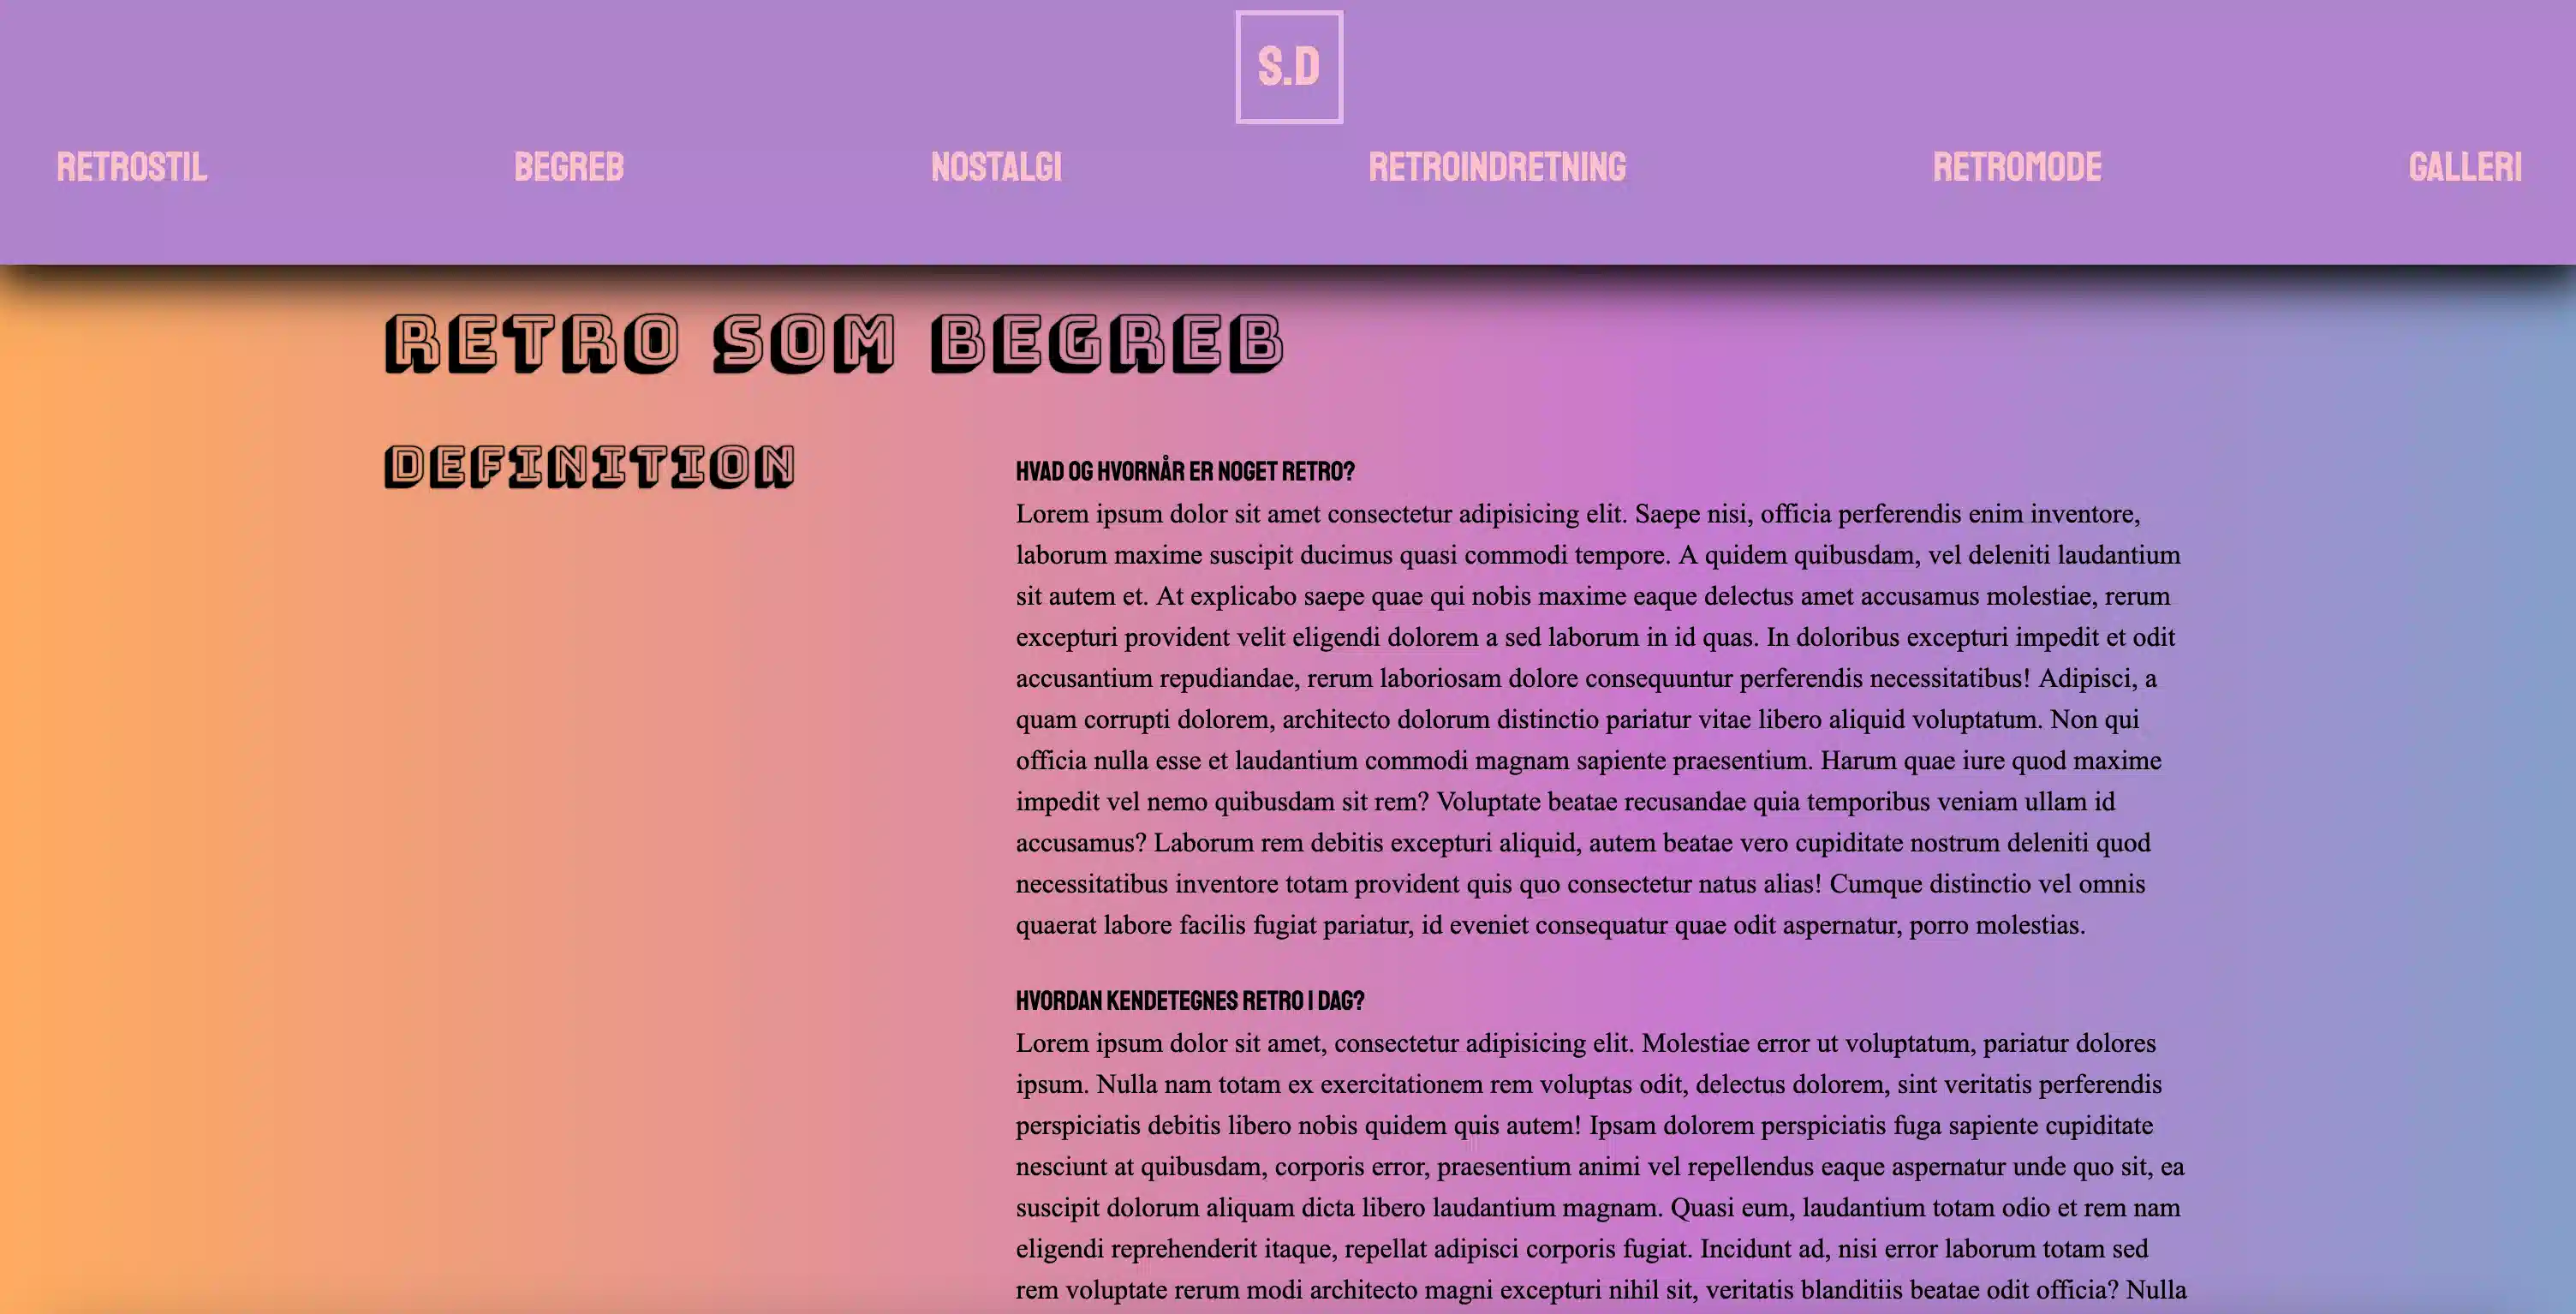 S.D
RETROSTIL BEGREB NOSTALGI RETROINDRETNING RETROMODE GALLERI
RETRO SOM BEGREB
DEFINITION
HVAD OG HVORNÅR ER NOGET RETRO?
Lorem ipsum dolor sit amet consectetur adipisicing elit. Saepe nisi, officia perferendis enim inventore,
laborum maxime suscipit ducimus quasi commodi tempore. A quidem quibusdam, vel deleniti laudantium
sit autem et. At explicabo saepe quae qui nobis maxime eaque delectus amet accusamus molestiae, rerum
excepturi provident velit eligendi dolorem a sed laborum in id quas. In doloribus excepturi impedit et odit
accusantium repudiandae, rerum laboriosam dolore consequuntur perferendis necessitatibus! Adipisci, a
quam corrupti dolorem, architecto dolorum distinctio pariatur vitae libero aliquid voluptatum. Non qui
officia nulla esse et laudantium commodi magnam sapiente praesentium. Harum quae iure quod maxime
impedit vel nemo quibusdam sit rem? Voluptate beatae recusandae quia temporibus veniam ullam id
accusamus? Laborum rem debitis excepturi aliquid, autem beatae vero cupiditate nostrum deleniti quod
necessitatibus inventore totam provident quis quo consectetur natus alias! Cumque distinctio vel omnis
quaerat labore facilis fugiat pariatur, id eveniet consequatur quae odit aspernatur, porro molestias.
HVORDAN KENDETEGNES RETRO I DAG?
Lorem ipsum dolor sit amet, consectetur adipisicing elit. Molestiae error ut voluptatum, pariatur dolores
ipsum. Nulla nam totam ex exercitationem rem voluptas odit, delectus dolorem, sint veritatis perferendis
perspiciatis debitis libero nobis quidem quis autem! Ipsam dolorem perspiciatis fuga sapiente cupiditate
nesciunt at quibusdam, corporis error, praesentium animi vel repellendus eaque aspernatur unde quo sit, ea
suscipit dolorum aliquam dicta libero laudantium magnam. Quasi eum, laudantium totam odio et rem nam
eligendi reprehenderit itaque, repellat adipisci corporis fugiat. Incidunt ad, nisi error laborum totam sed
rem voluptate rerum modi architecto magni excepturi nihil sit, veritatis blanditiis beatae odit officia? Nulla